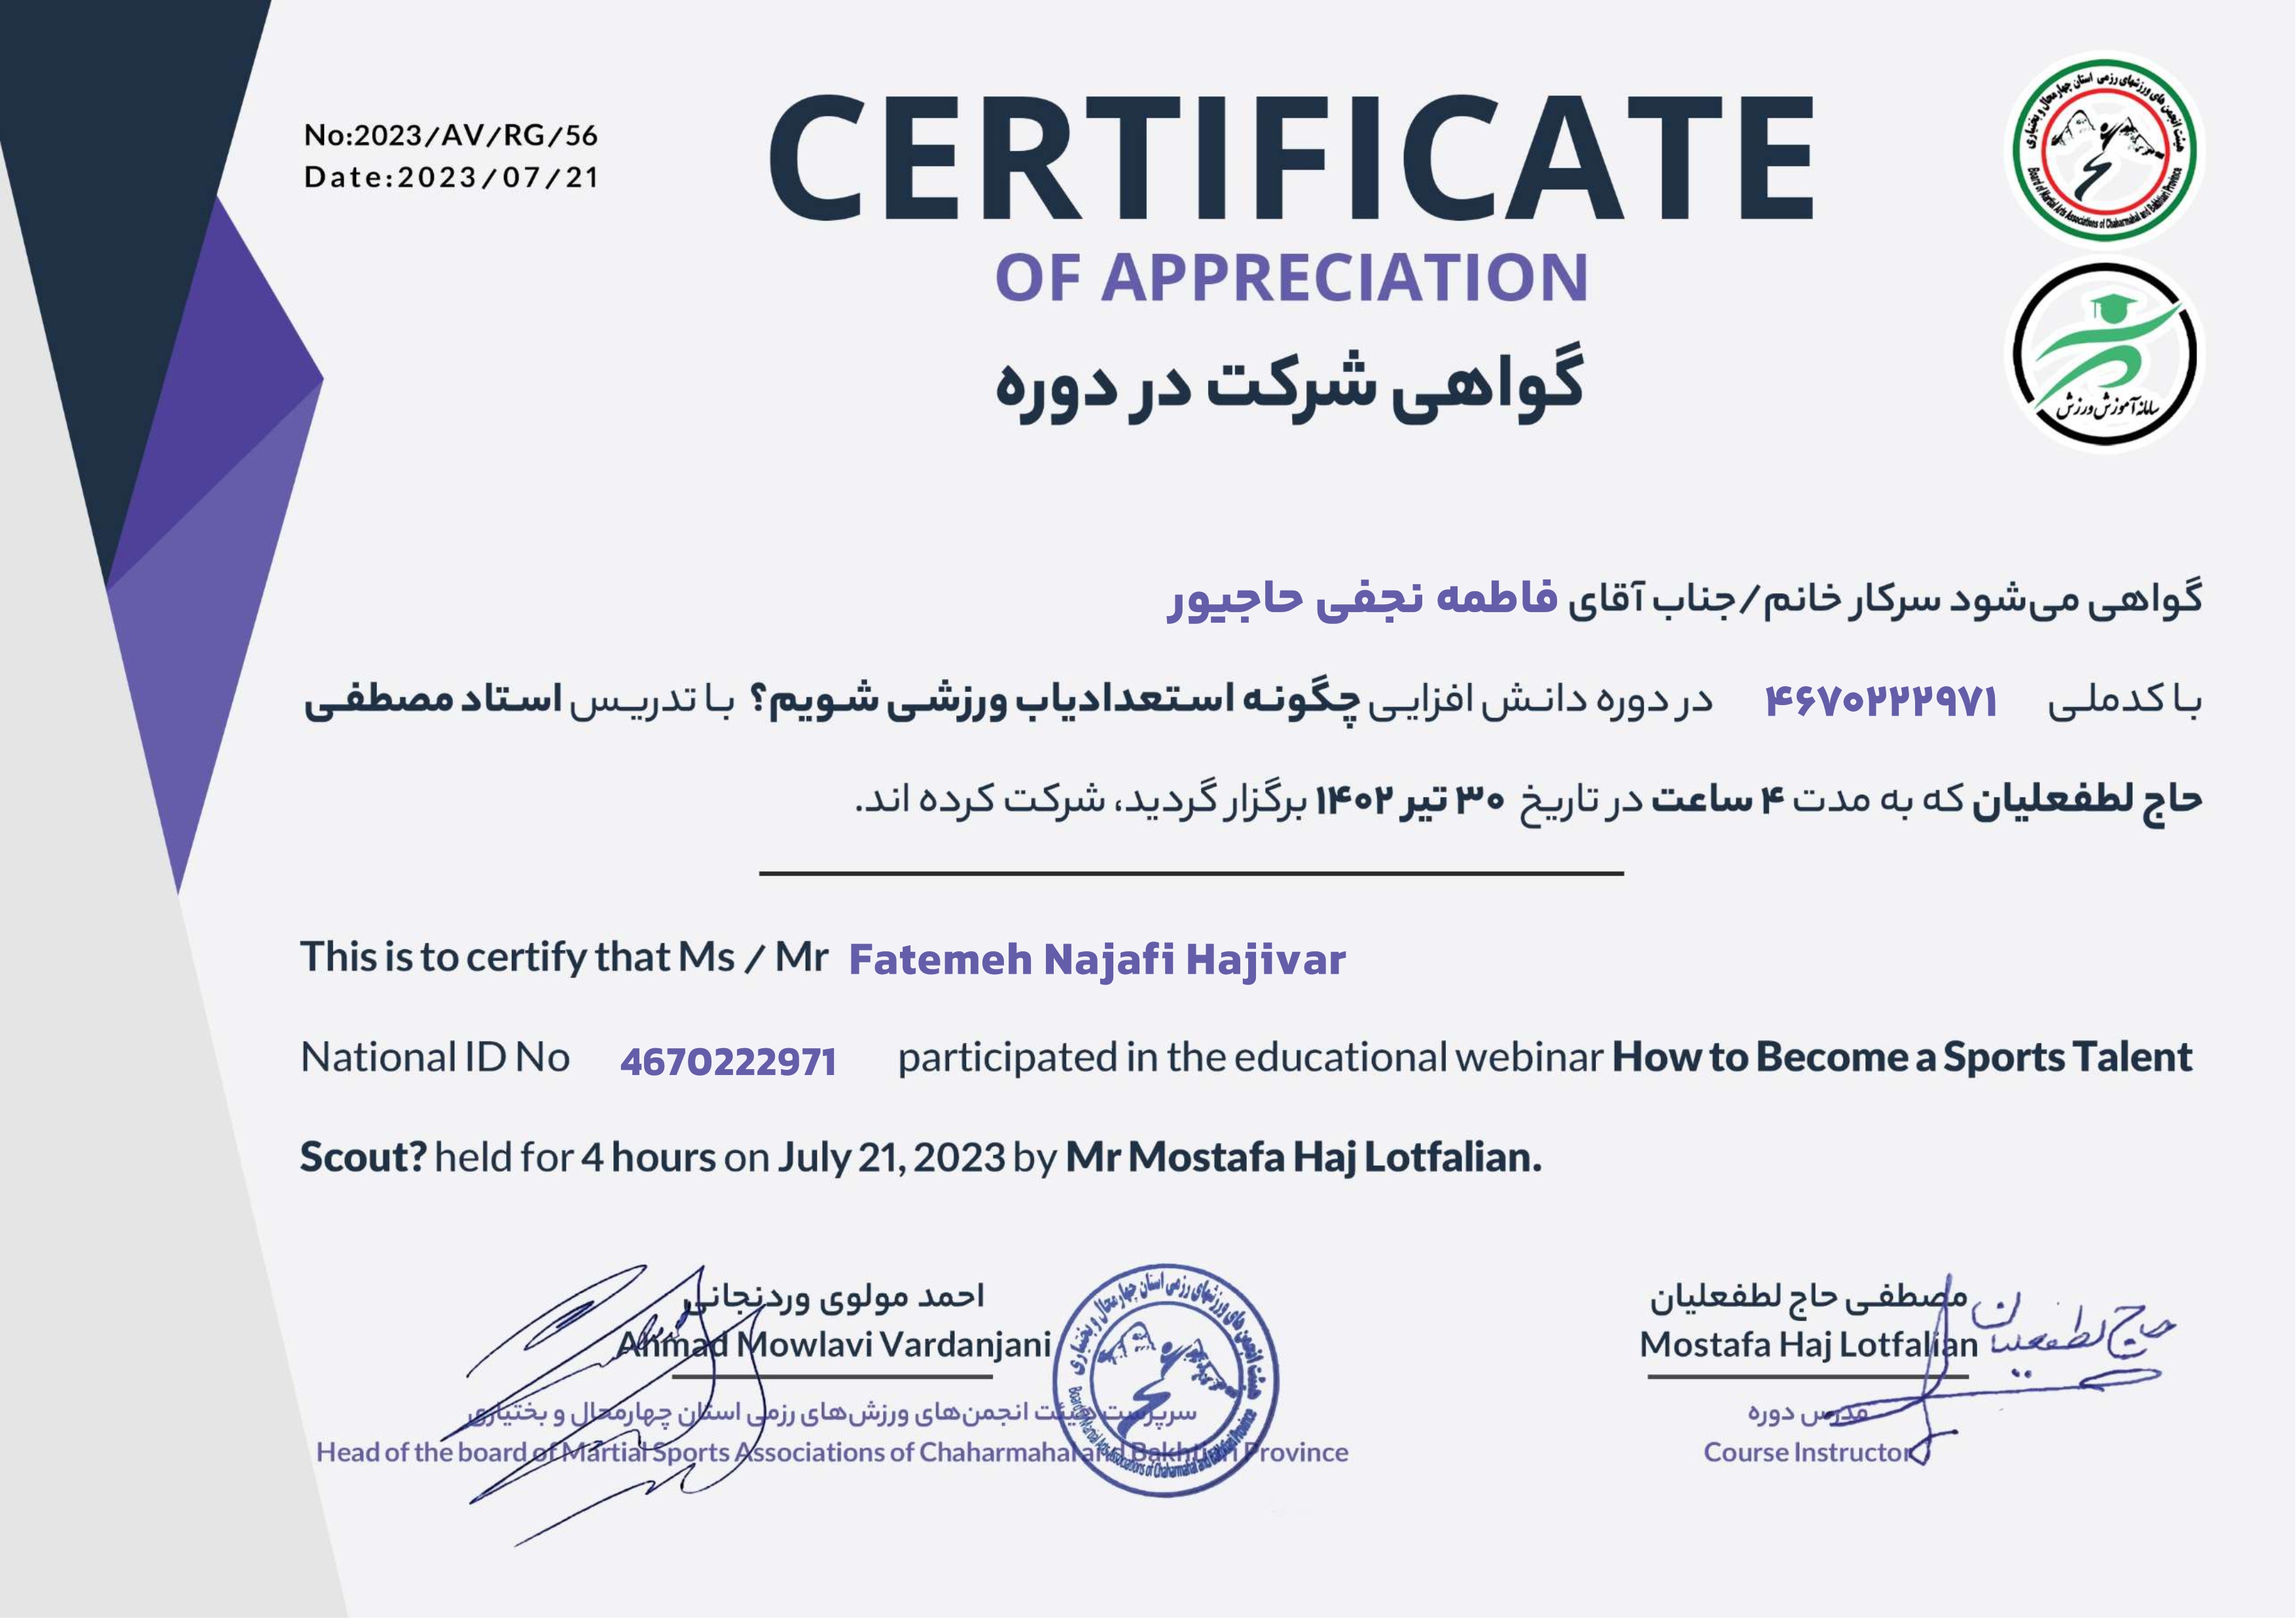 No:2023/AV/RG/56
Date:2023/07/21
CERTIFICATE
OF APPRECIATION
گواهی شرکت در دوره
هیئت انجمن های ورزشهای رزمی استان چهارمحال و بختیاری
Board of Martial Arts Associations of Chaharmahal and Bakhtiari Province
سامانه آموزش ورزش
گواهی می‌شود سرکار خانم/جناب آقای فاطمه نجفی حاجیور
با کدملی ۴۶۷۰۲۲۲۹۷۱ در دوره دانش افزایی چگونه استعدادیاب ورزشی شویم؟ با تدریس استاد مصطفی
حاج لطفعلیان که به مدت ۴ ساعت در تاریخ ۳۰ تیر ۱۴۰۲ برگزار گردید، شرکت کرده اند.
This is to certify that Ms / Mr Fatemeh Najafi Hajivar
National ID No 4670222971 participated in the educational webinar How to Become a Sports Talent
Scout? held for 4 hours on July 21, 2023 by Mr Mostafa Haj Lotfalian.
احمد مولوی وردنجانی
Ahmad Mowlavi Vardanjani
سرپرست هیئت انجمن‌های ورزش‌های رزمی استان چهارمحال و بختیاری
Head of the board of Martial Sports Associations of Chaharmahal and Bakhtiari Province
هیئت انجمن های ورزشهای رزمی استان چهارمحال و بختیاری
Board of Martial Arts Associations of Chaharmahal and Bakhtiari Province
مصطفی حاج لطفعلیان
Mostafa Haj Lotfalian
حاج لطفعلیان
مدرس دوره
Course Instructor